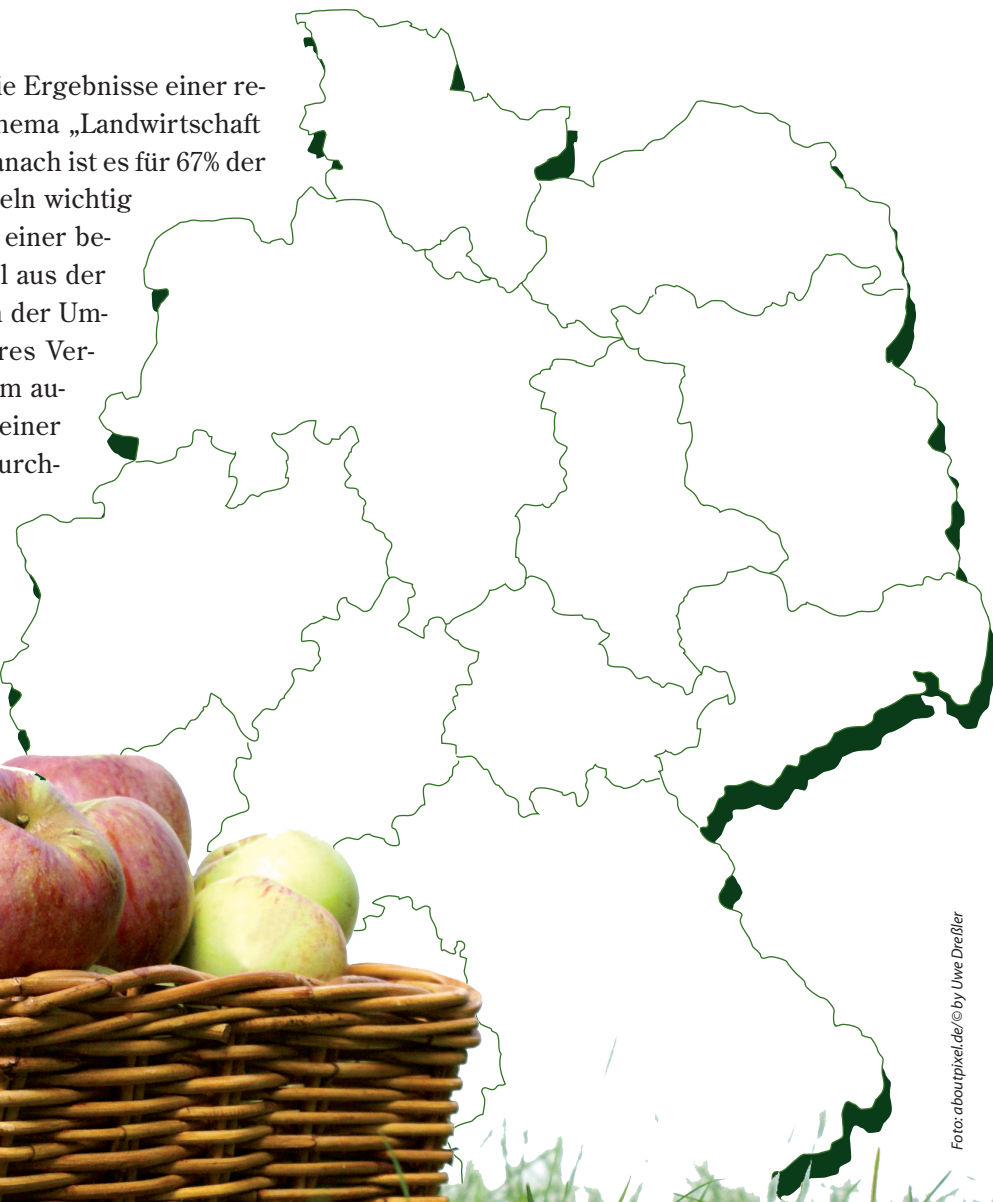 ie Ergebnisse einer re-
hema „Landwirtschaft
anach ist es für 67% der
eln wichtig
einer be-
l aus der
n der Um-
res Ver-
m au-
einer
urch-
Foto: aboutpixel.de/© by Uwe Dreßler